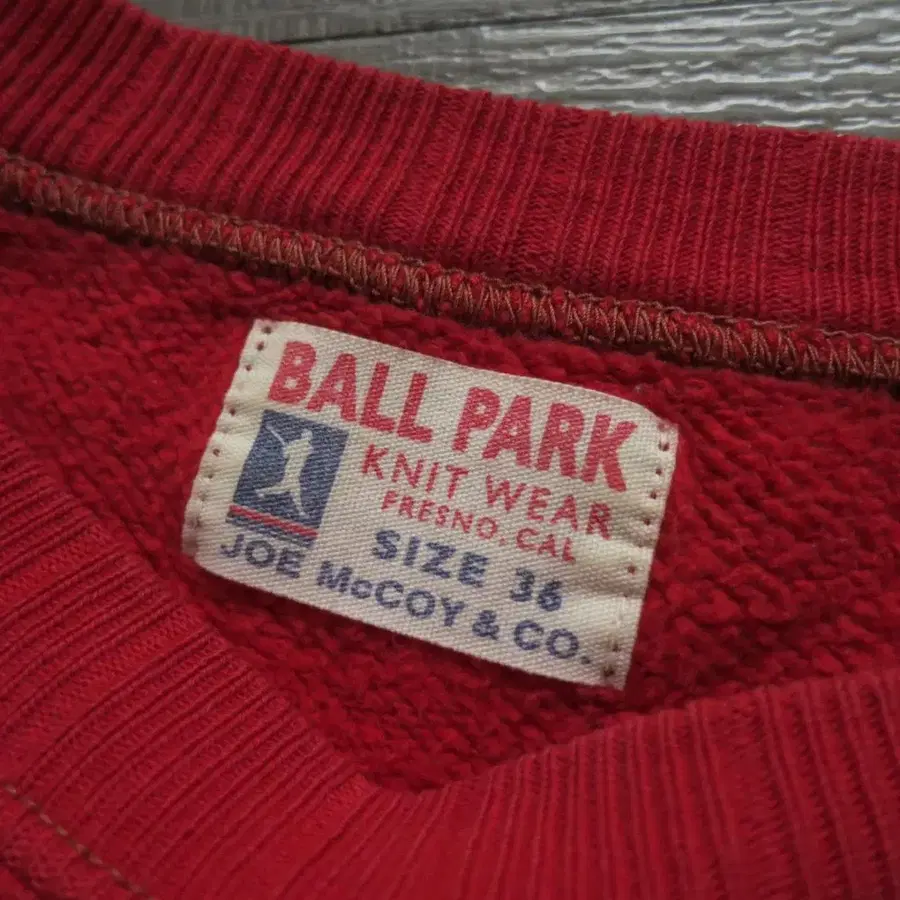 BALL PARK
KNIT WEAR
FRESNO, CAL
SIZE 36
JOE McCOY & CO.